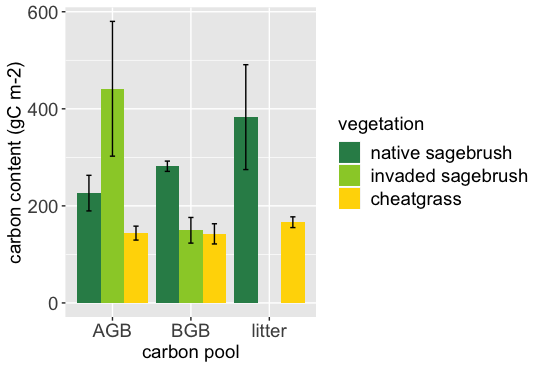 600
400
200
0
carbon content (gC m-2)
AGB BGB litter
carbon pool
vegetation
native sagebrush
invaded sagebrush
cheatgrass